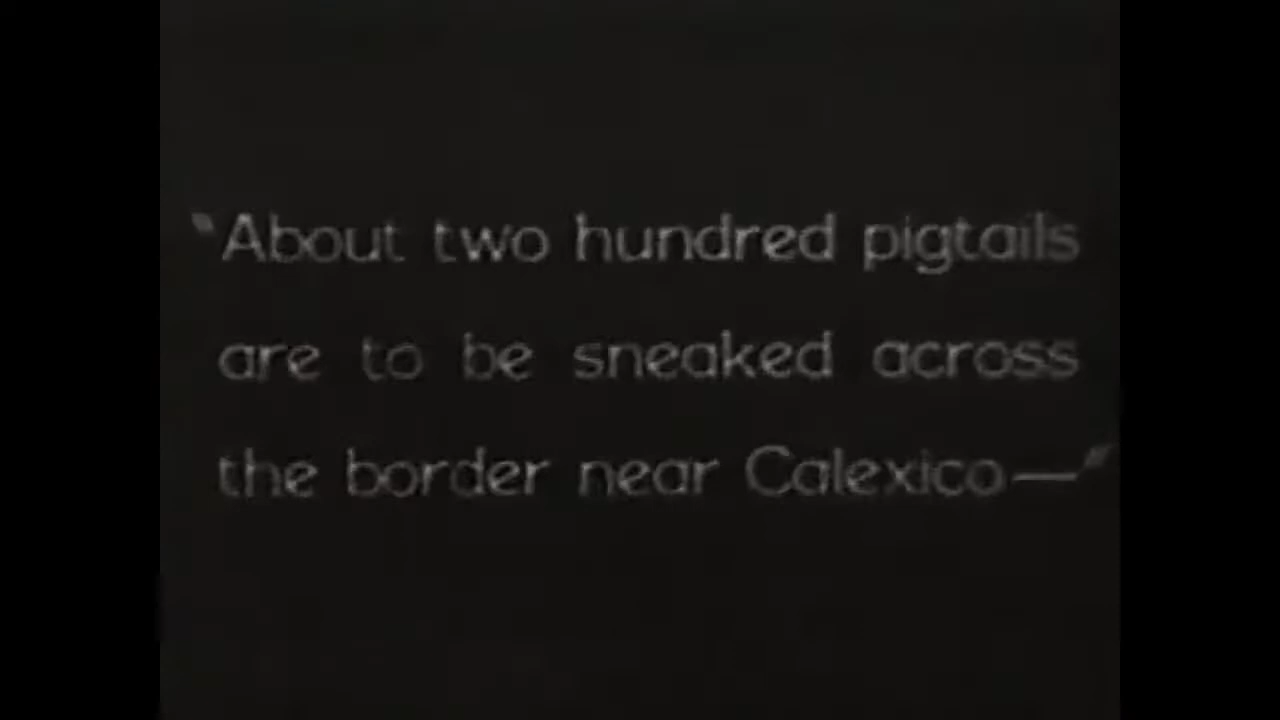 "About two hundred pigtails
are to be sneaked across
the border near Calexico—"